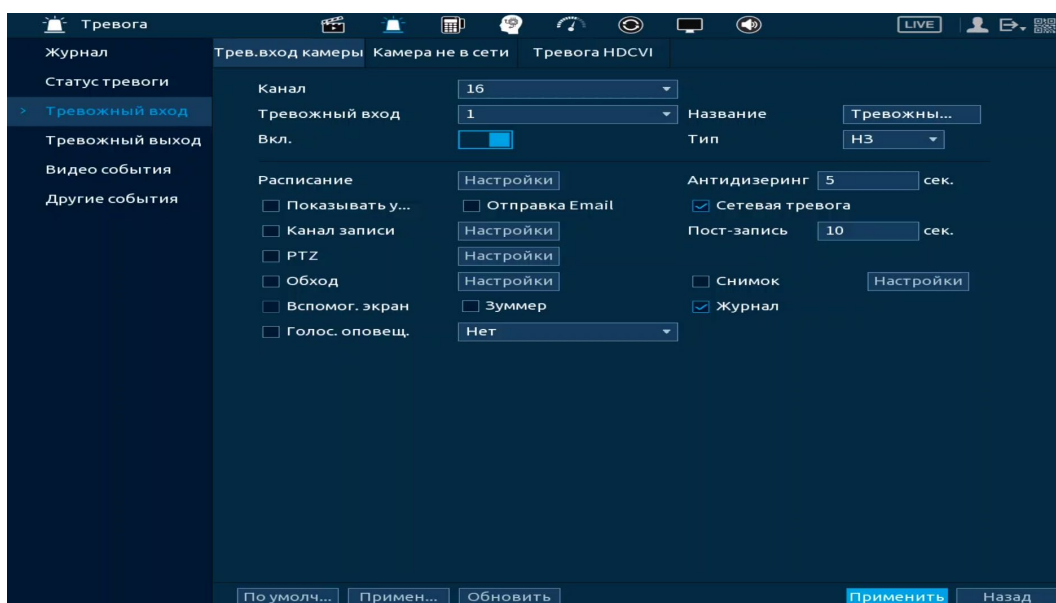 Тревога LIVE
Журнал Трев.вход камеры Камера не в сети Тревога HDCVI
Статус тревоги Канал 16
> Тревожный вход Тревожный вход 1 Название Тревожны...
Тревожный выход Вкл. Тип НЗ
Видео события
Другие события
Расписание Настройки Антидизеринг 5 сек.
Показывать у... Отправка Email Сетевая тревога
Канал записи Настройки Пост-запись 10 сек.
PTZ Настройки
Обход Настройки Снимок Настройки
Вспомог. экран Зуммер Журнал
Голос. оповещ. Нет
По умолч... Примен... Обновить Применить Назад